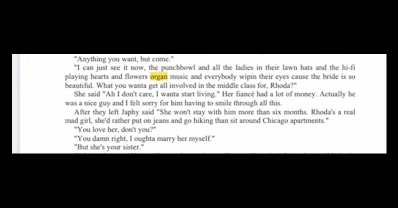 "Anything you want, but come."
"I can just see it now, the punchbowl and all the ladies in their lawn hats and the hi-fi
playing hearts and flowers organ music and everybody wipin their eyes cause the bride is so
beautiful. What you wanta get all involved in the middle class for, Rhoda?"
She said "Ah I don't care, I wanta start living." Her fiancé had a lot of money. Actually he
was a nice guy and I felt sorry for him having to smile through all this.
After they left Japhy said "She won't stay with him more than six months. Rhoda's a real
mad girl, she'd rather put on jeans and go hiking than sit around Chicago apartments."
"You love her, don't you?"
"You damn right, I oughta marry her myself."
"But she's your sister."